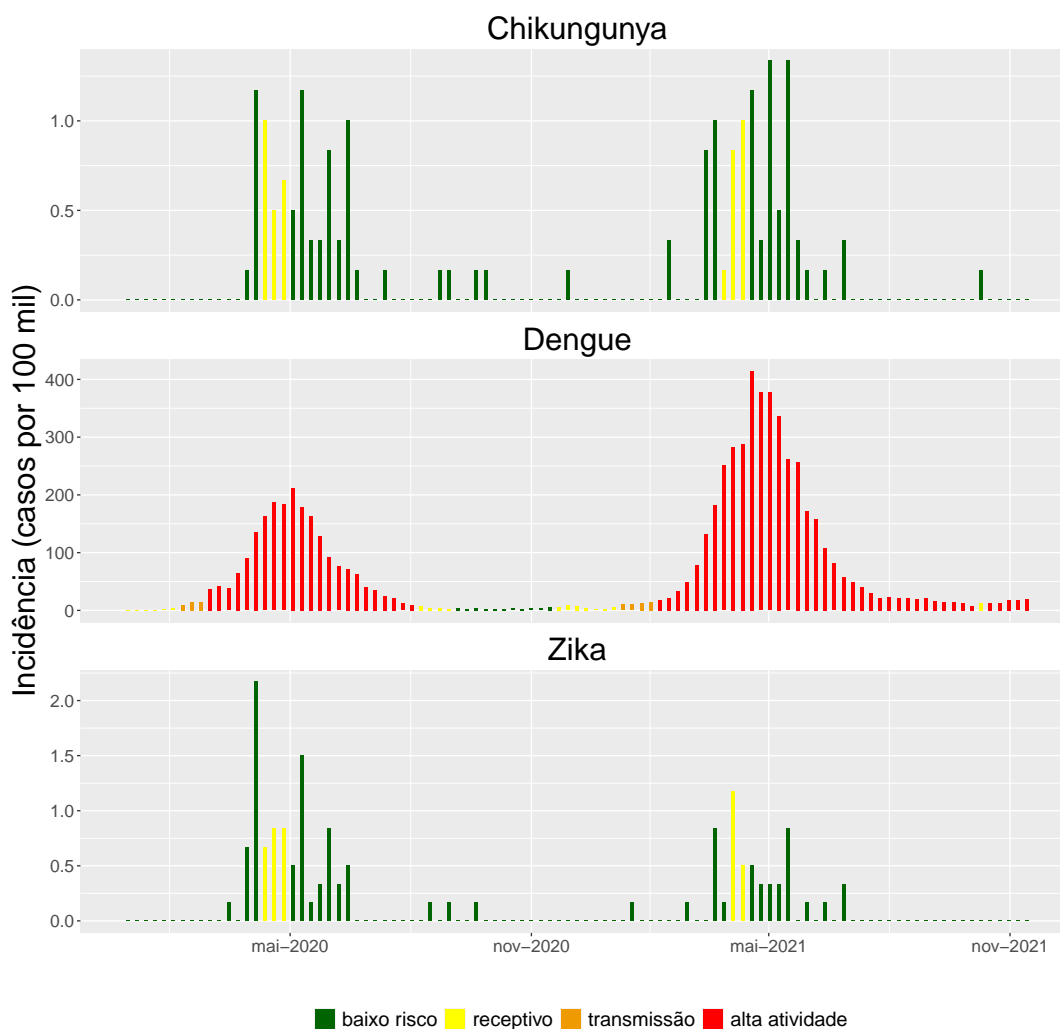 Chikungunya
1.0
0.5
0.0
Dengue
400
300
200
100
0
Zika
2.0
1.5
1.0
0.5
0.0
Incidência (casos por 100 mil)
mai−2020 nov−2020 mai−2021 nov−2021
baixo risco receptivo transmissão alta atividade